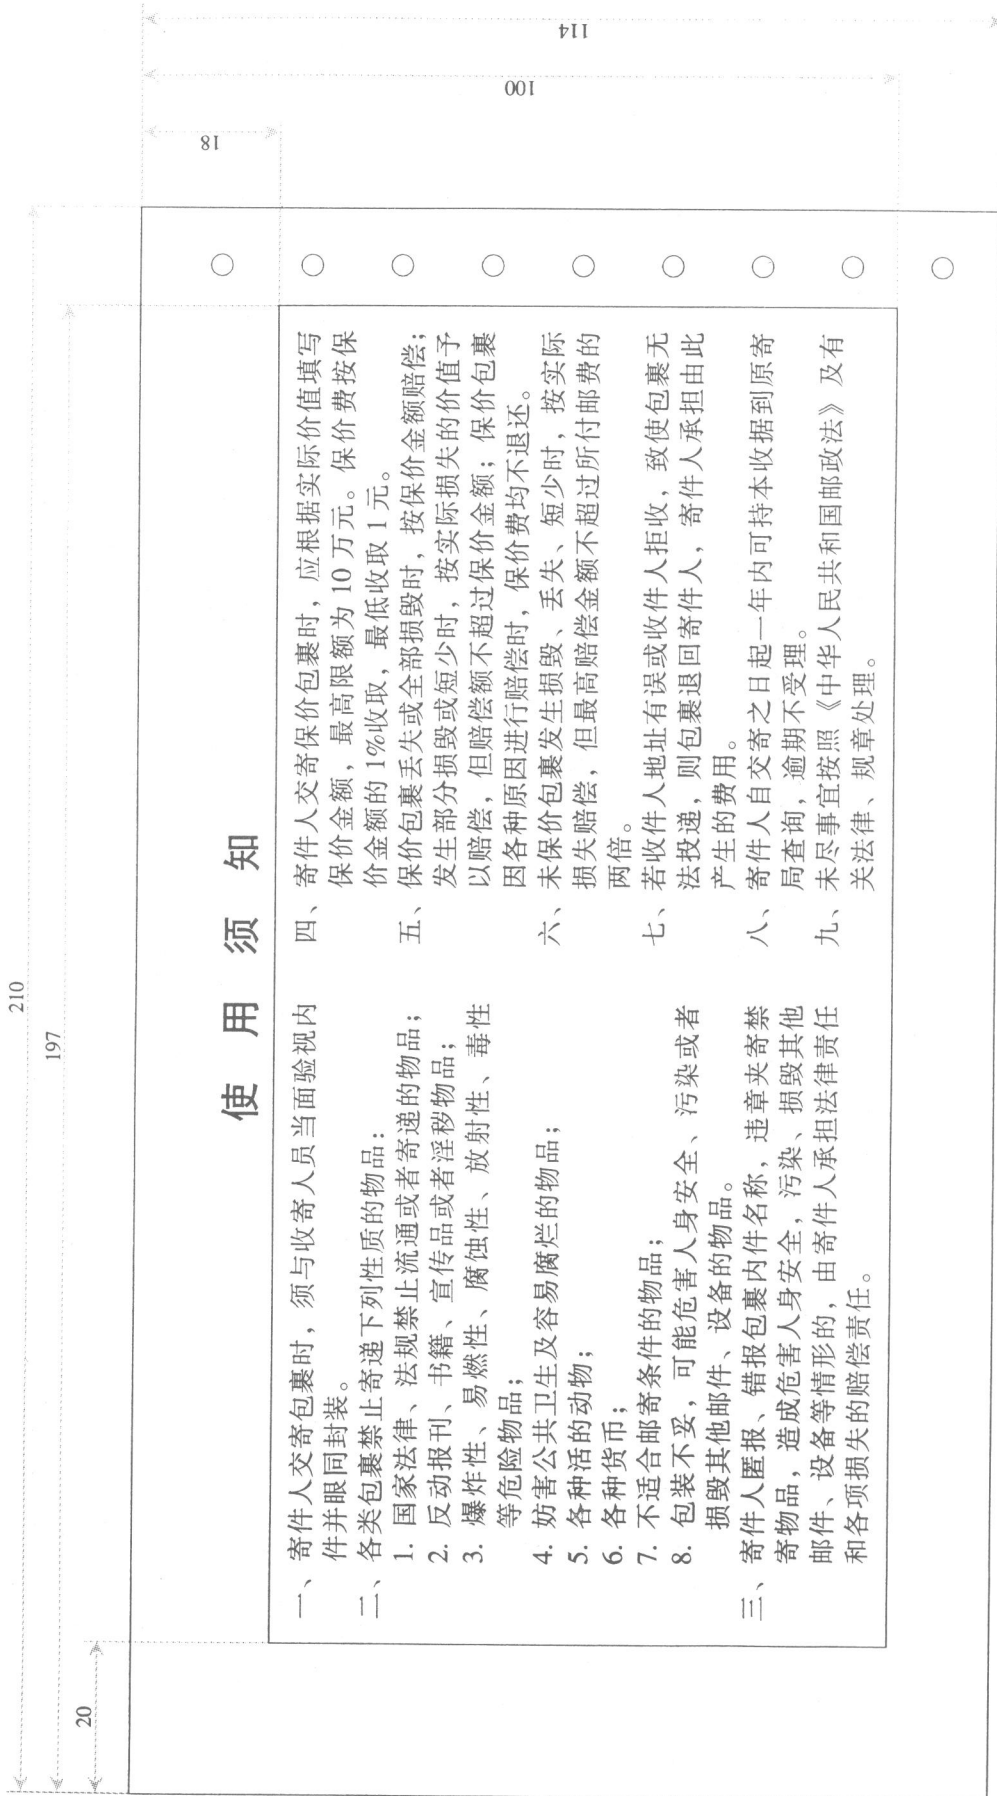 210
197
20
18
100
114
使用须知
一、寄件人交寄包裹时，须与收寄人员当面验视内
件并眼同封装。
二、各类包裹禁止寄递下列性质的物品：
1. 国家法律、法规禁止流通或者寄递的物品；
2. 反动报刊、书籍、宣传品或者淫秽物品；
3. 爆炸性、易燃性、腐蚀性、放射性、毒性
等危险物品；
4. 妨害公共卫生及容易腐烂的物品；
5. 各种活的动物；
6. 各种货币；
7. 不适合邮寄条件的物品；
8. 包装不妥，可能危害人身安全、污染或者
损毁其他邮件、设备的物品。
三、寄件人匿报、错报包裹内件名称，违章夹寄禁
寄物品，造成危害人身安全，污染、损毁其他
邮件、设备等情形的，由寄件人承担法律责任
和各项损失的赔偿责任。
四、寄件人交寄保价包裹时，应根据实际价值填写
保价金额，最高限额为 10 万元。保价费按保
价金额的 1%收取，最低收取 1 元。
五、保价包裹丢失或全部损毁时，按保价金额赔偿；
发生部分损毁或短少时，按实际损失的价值予
以赔偿，但赔偿额不超过保价金额；保价包裹
因各种原因进行赔偿时，保价费均不退还。
六、未保价包裹发生损毁、丢失、短少时，按实际
损失赔偿，但最高赔偿金额不超过所付邮费的
两倍。
七、若收件人地址有误或收件人拒收，致使包裹无
法投递，则包裹退回寄件人，寄件人承担由此
产生的费用。
八、寄件人自交寄之日起一年内可持本收据到原寄
局查询，逾期不受理。
九、未尽事宜按照《中华人民共和国邮政法》及有
关法律、规章处理。